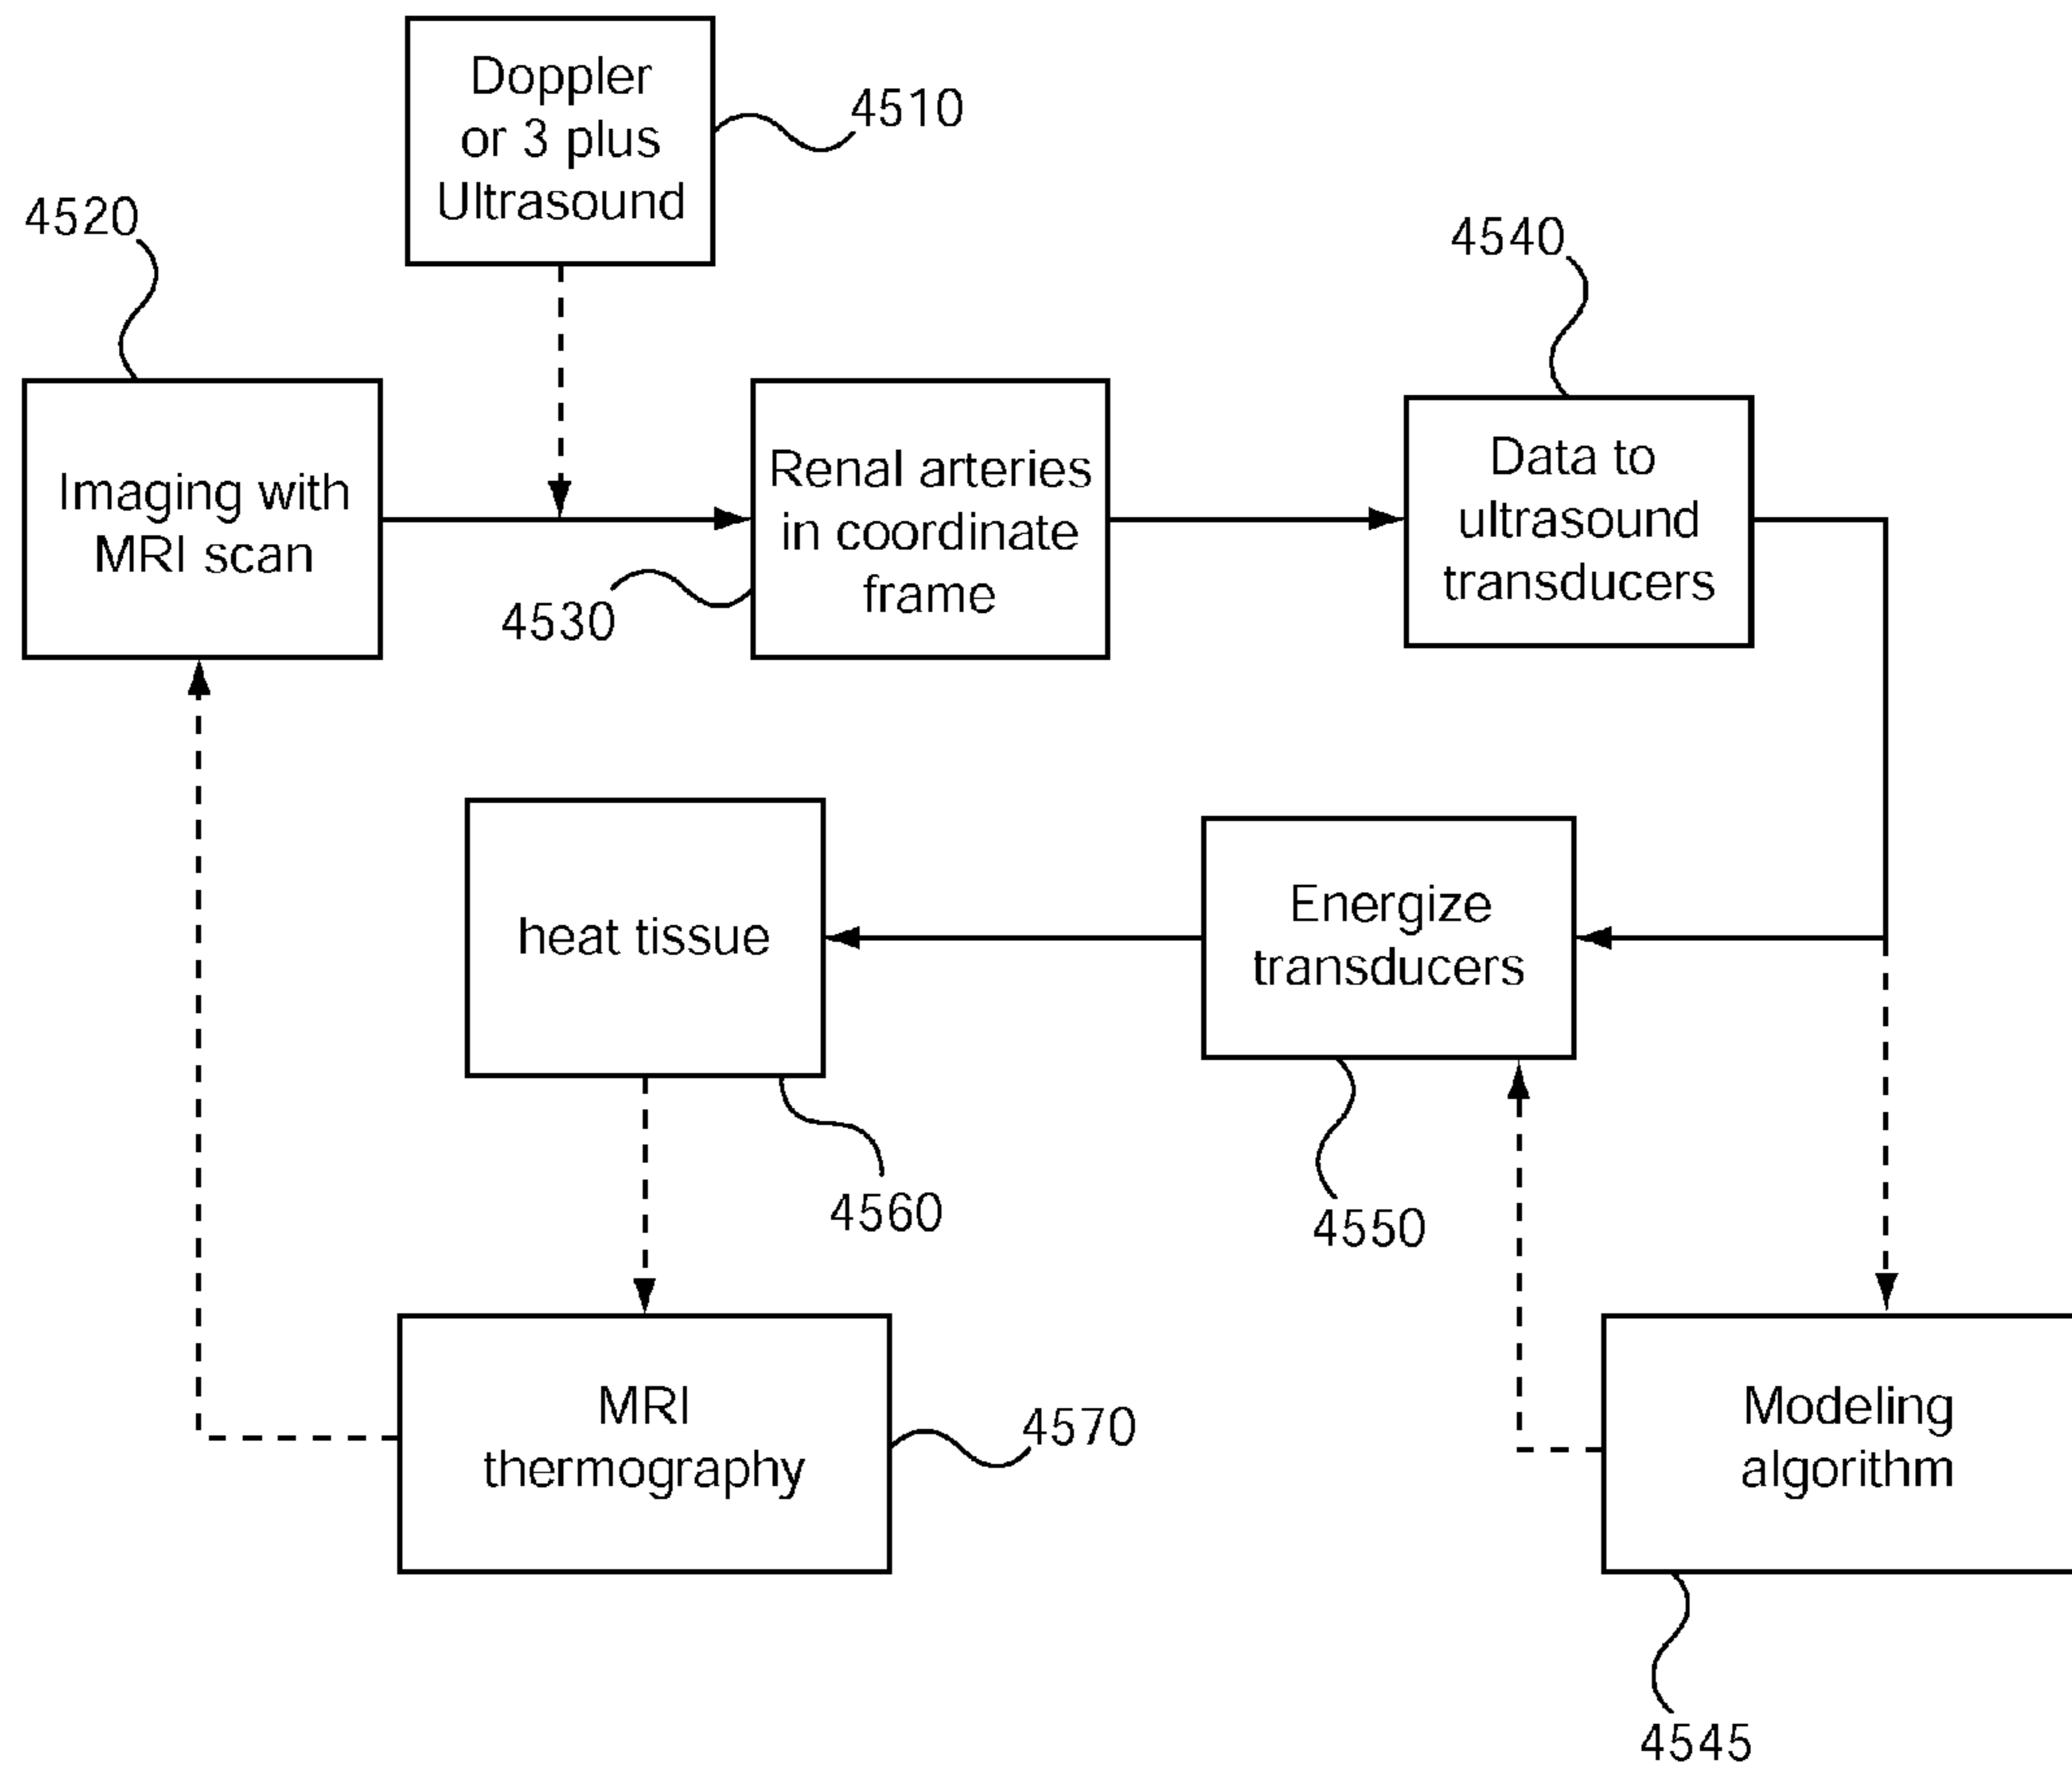 Doppler
or 3 plus
Ultrasound
4510
4520
4540
Imaging with
MRI scan
Renal arteries
in coordinate
frame
4530
Data to
ultrasound
transducers
heat tissue
Energize
transducers
4560
4550
MRI
thermography
4570
Modeling
algorithm
4545